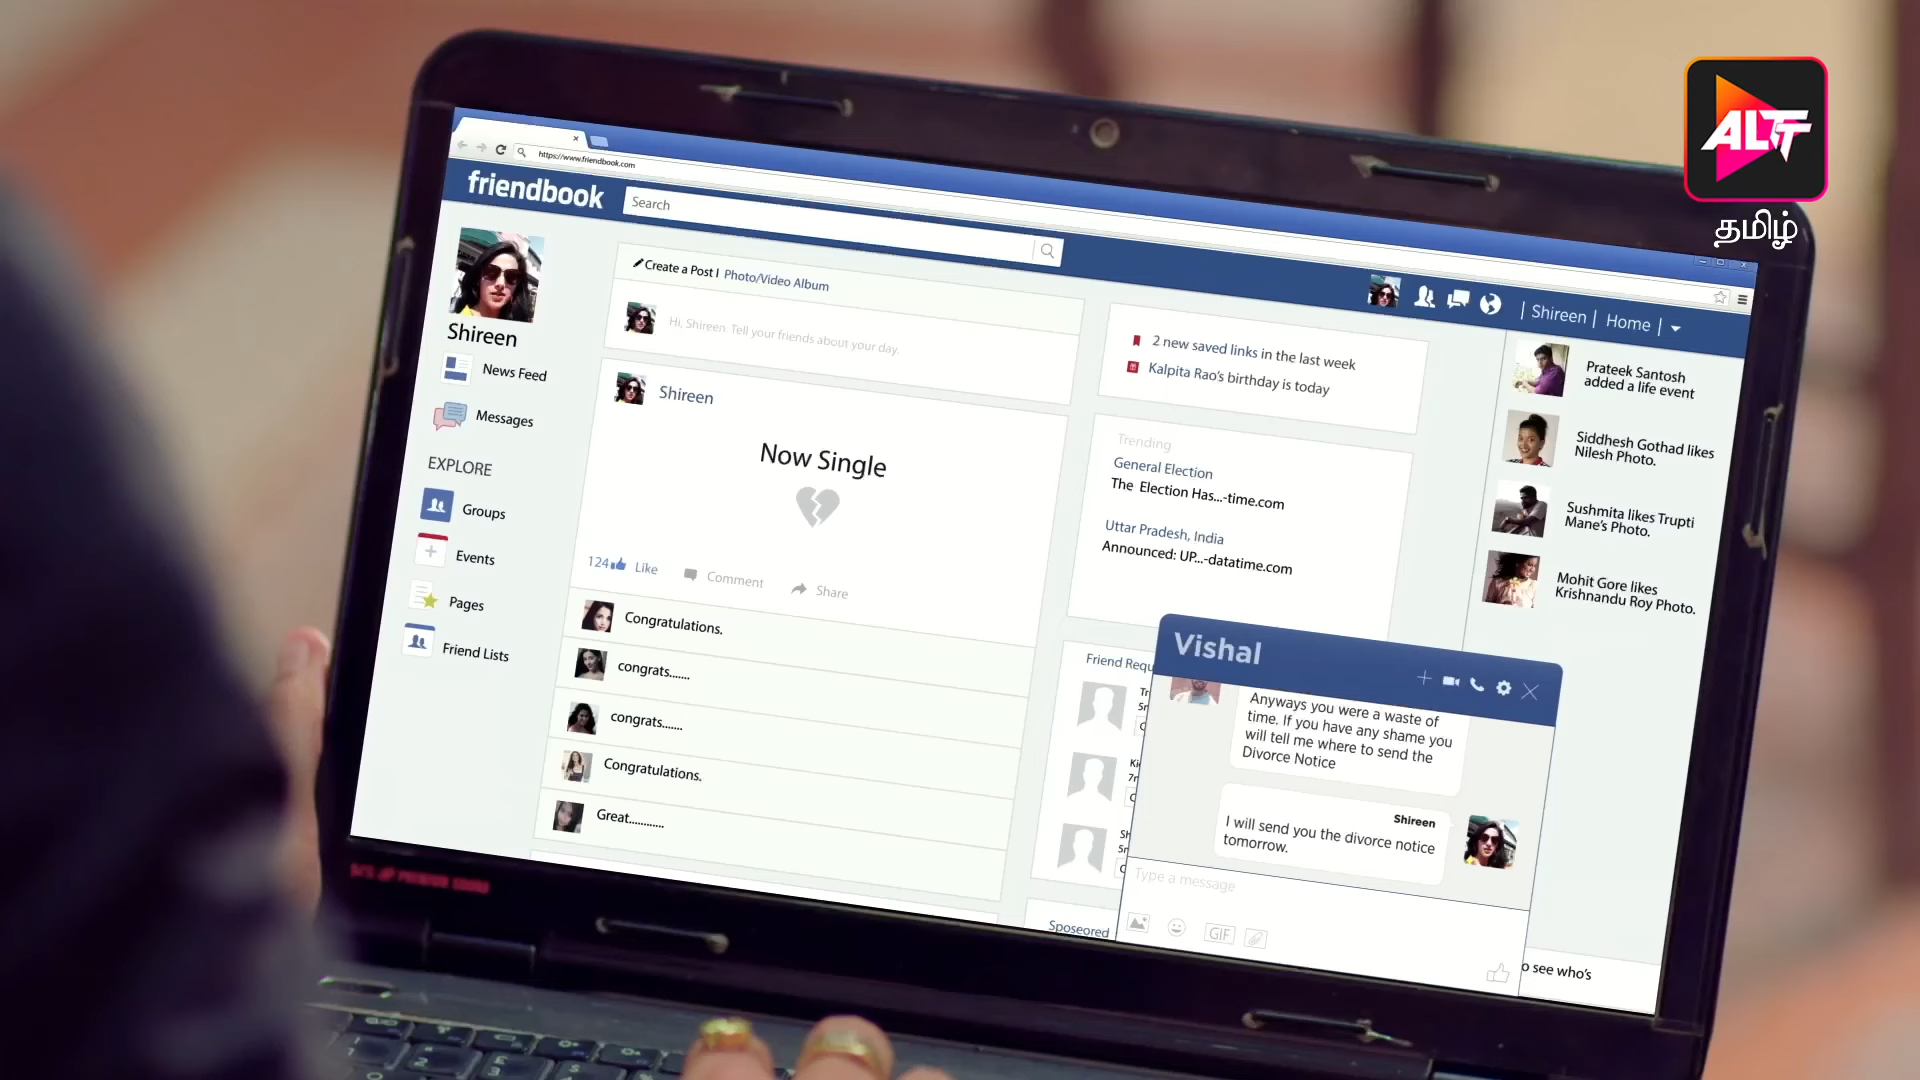 ALTT
தமிழ்
https://www.friendbook.com
friendbook
Search
Shireen
Home
Shireen
News Feed
Messages
EXPLORE
Groups
Events
Pages
Friend Lists
Create a Post
Photo/Video Album
Hi, Shireen. Tell your friends about your day.
Shireen
Now Single
124 Like
Comment
Share
Congratulations.
congrats.......
congrats.......
Congratulations.
Great............
2 new saved links in the last week
Kalpita Rao's birthday is today
Trending
General Election
The Election Has...-time.com
Uttar Pradesh, India
Announced: UP...-datatime.com
Friend Requ
Sposeored
Prateek Santosh
added a life event
Siddhesh Gothad likes
Nilesh Photo.
Sushmita likes Trupti
Mane's Photo.
Mohit Gore likes
Krishnandu Roy Photo.
Vishal
Anyways you were a waste of
time. If you have any shame you
will tell me where to send the
Divorce Notice
Shireen
I will send you the divorce notice
tomorrow.
Type a message
GIF
o see who's